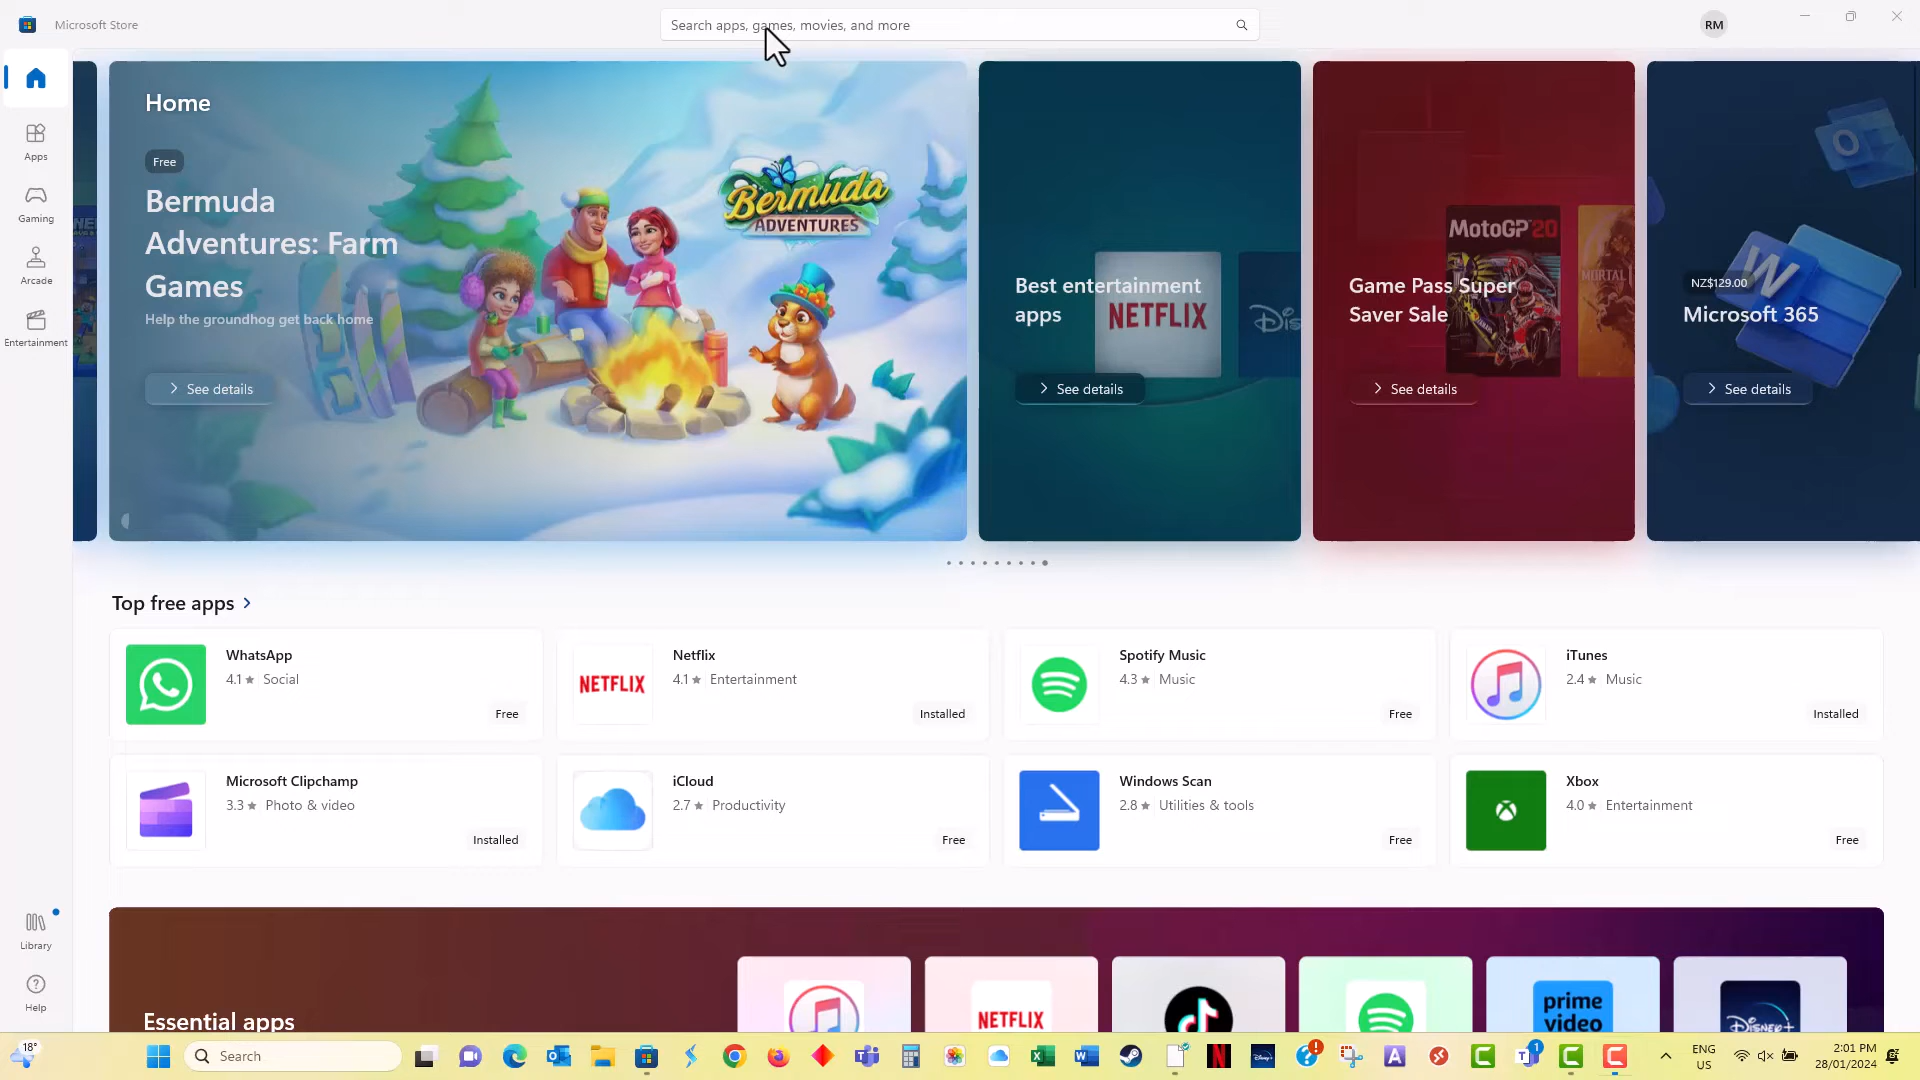 Microsoft Store
Search apps, games, movies, and more
RM
Home
Free
Bermuda
Adventures: Farm
Games
Help the groundhog get back home
See details
Bermuda
ADVENTURES
Best entertainment
apps
NETFLIX
See details
Game Pass Super
Saver Sale
MotoGP'20
See details
NZ$129.00
Microsoft 365
See details
Apps
Gaming
Arcade
Entertainment
Top free apps
WhatsApp
4.1 ★ Social
Free
Netflix
4.1 ★ Entertainment
NETFLIX
Installed
Spotify Music
4.3 ★ Music
Free
iTunes
2.4 ★ Music
Installed
Microsoft Clipchamp
3.3 ★ Photo & video
Installed
iCloud
2.7 ★ Productivity
Free
Windows Scan
2.8 ★ Utilities & tools
Free
Xbox
4.0 ★ Entertainment
Free
Library
Help
Essential apps
NETFLIX
prime
video
Disney+
18°
Search
ENG
US
2:01 PM
28/01/2024